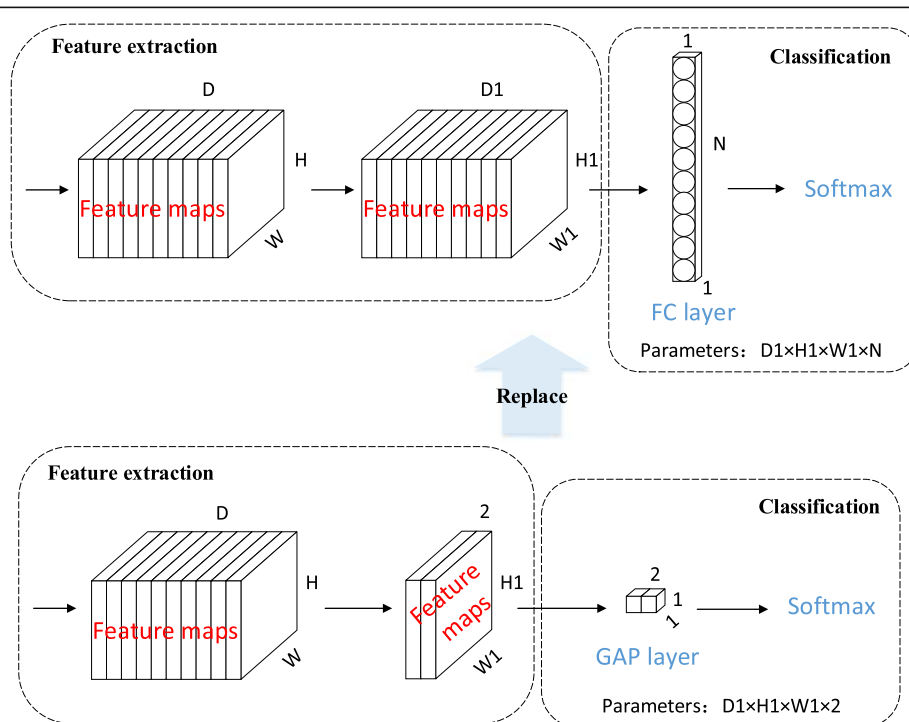 Feature extraction
Classification
D
H
W
Feature maps
D1
H1
W1
Feature maps
1
N
1
FC layer
Softmax
Parameters: D1×H1×W1×N
Replace
Feature extraction
Classification
D
H
W
Feature maps
2
H1
W1
Feature
maps
2
1
1
GAP layer
Softmax
Parameters: D1×H1×W1×2